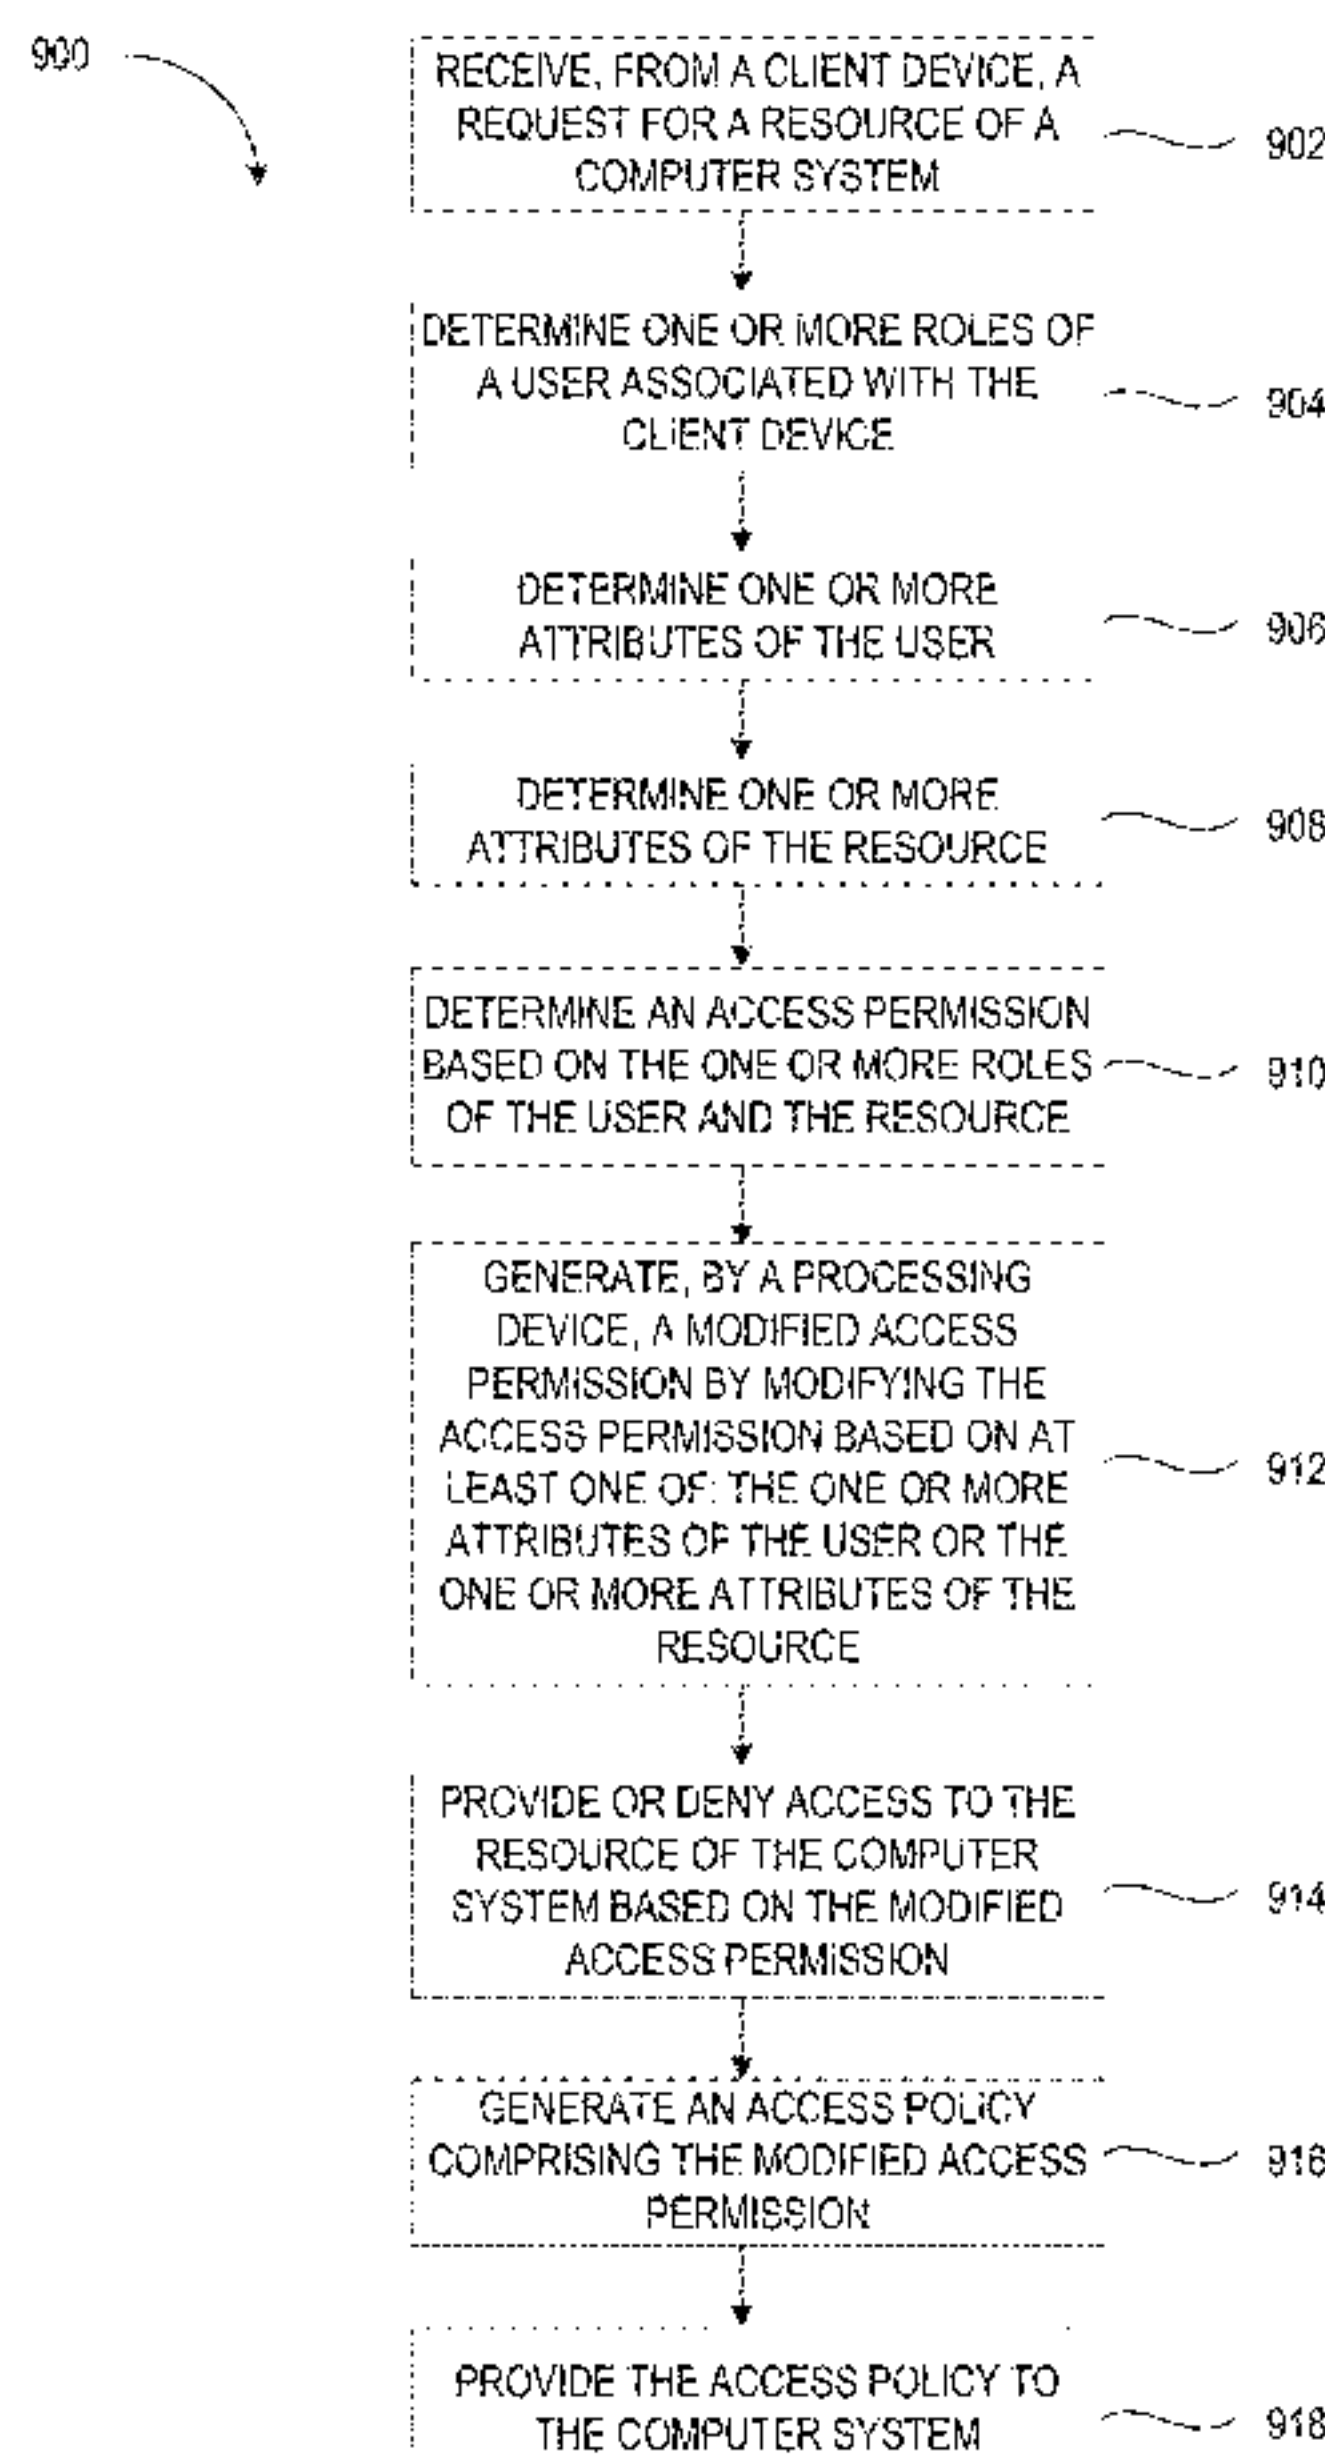 900
RECEIVE, FROM A CLIENT DEVICE, A
REQUEST FOR A RESOURCE OF A
COMPUTER SYSTEM
902
DETERMINE ONE OR MORE ROLES OF
A USER ASSOCIATED WITH THE
CLIENT DEVICE
904
DETERMINE ONE OR MORE
ATTRIBUTES OF THE USER
906
DETERMINE ONE OR MORE
ATTRIBUTES OF THE RESOURCE
908
DETERMINE AN ACCESS PERMISSION
BASED ON THE ONE OR MORE ROLES
OF THE USER AND THE RESOURCE
910
GENERATE, BY A PROCESSING
DEVICE, A MODIFIED ACCESS
PERMISSION BY MODIFYING THE
ACCESS PERMISSION BASED ON AT
LEAST ONE OF: THE ONE OR MORE
ATTRIBUTES OF THE USER OR THE
ONE OR MORE ATTRIBUTES OF THE
RESOURCE
912
PROVIDE OR DENY ACCESS TO THE
RESOURCE OF THE COMPUTER
SYSTEM BASED ON THE MODIFIED
ACCESS PERMISSION
914
GENERATE AN ACCESS POLICY
COMPRISING THE MODIFIED ACCESS
PERMISSION
916
PROVIDE THE ACCESS POLICY TO
THE COMPUTER SYSTEM
918